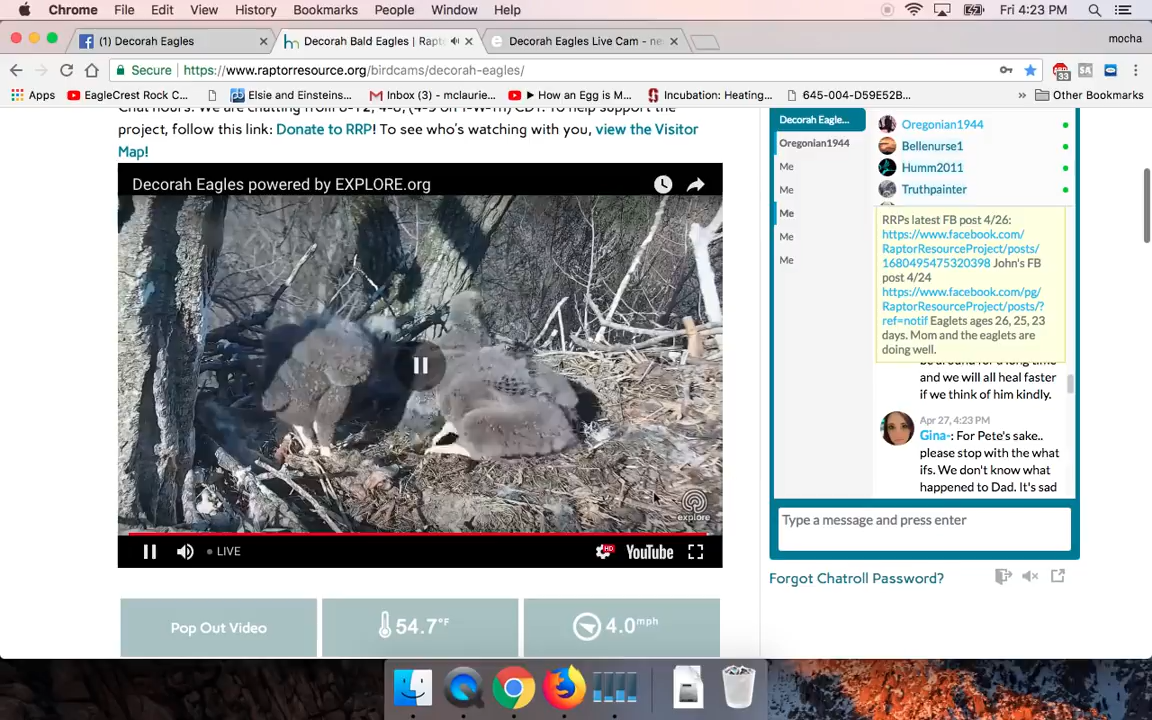 Chrome File Edit View History Bookmarks People Window Help Fri 4:23 PM
(1) Decorah Eagles
Decorah Bald Eagles | Rapt
Decorah Eagles Live Cam - ne
mocha
Secure https://www.raptorresource.org/birdcams/decorah-eagles/
33
Apps
EagleCrest Rock C...
Elsie and Einsteins...
Inbox (3) - mclaurie...
How an Egg is M...
Incubation: Heating...
645-004-D59E52B...
»
Other Bookmarks
project, follow this link: Donate to RRP! To see who's watching with you, view the Visitor
Map!
Decorah Eagles powered by EXPLORE.org
explore
LIVE
HD
YouTube
Pop Out Video
54.7°F
4.0mph
Decorah Eagle...
Oregonian1944
Me
Me
Me
Me
Me
Oregonian1944
Bellenurse1
Humm2011
Truthpainter
RRPs latest FB post 4/26:
https://www.facebook.com/
RaptorResourceProject/posts/
1680495475320398 John's FB
post 4/24
https://www.facebook.com/pg/
RaptorResourceProject/posts/?
ref=notif Eaglets ages 26, 25, 23
days. Mom and the eaglets are
doing well.
be around for a long time
and we will all heal faster
if we think of him kindly.
Apr 27, 4:23 PM
Gina-: For Pete's sake..
please stop with the what
ifs. We don't know what
happened to Dad. It's sad
Type a message and press enter
Forgot Chatroll Password?